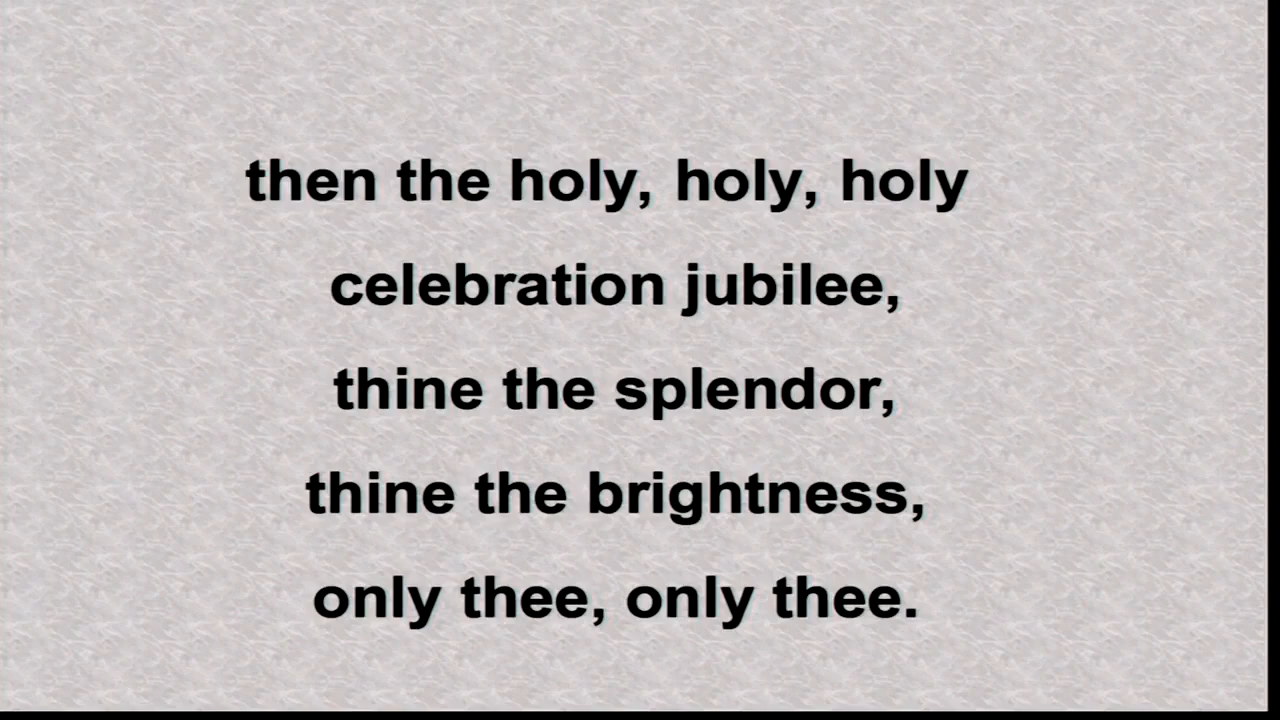 then the holy, holy, holy
celebration jubilee,
thine the splendor,
thine the brightness,
only thee, only thee.